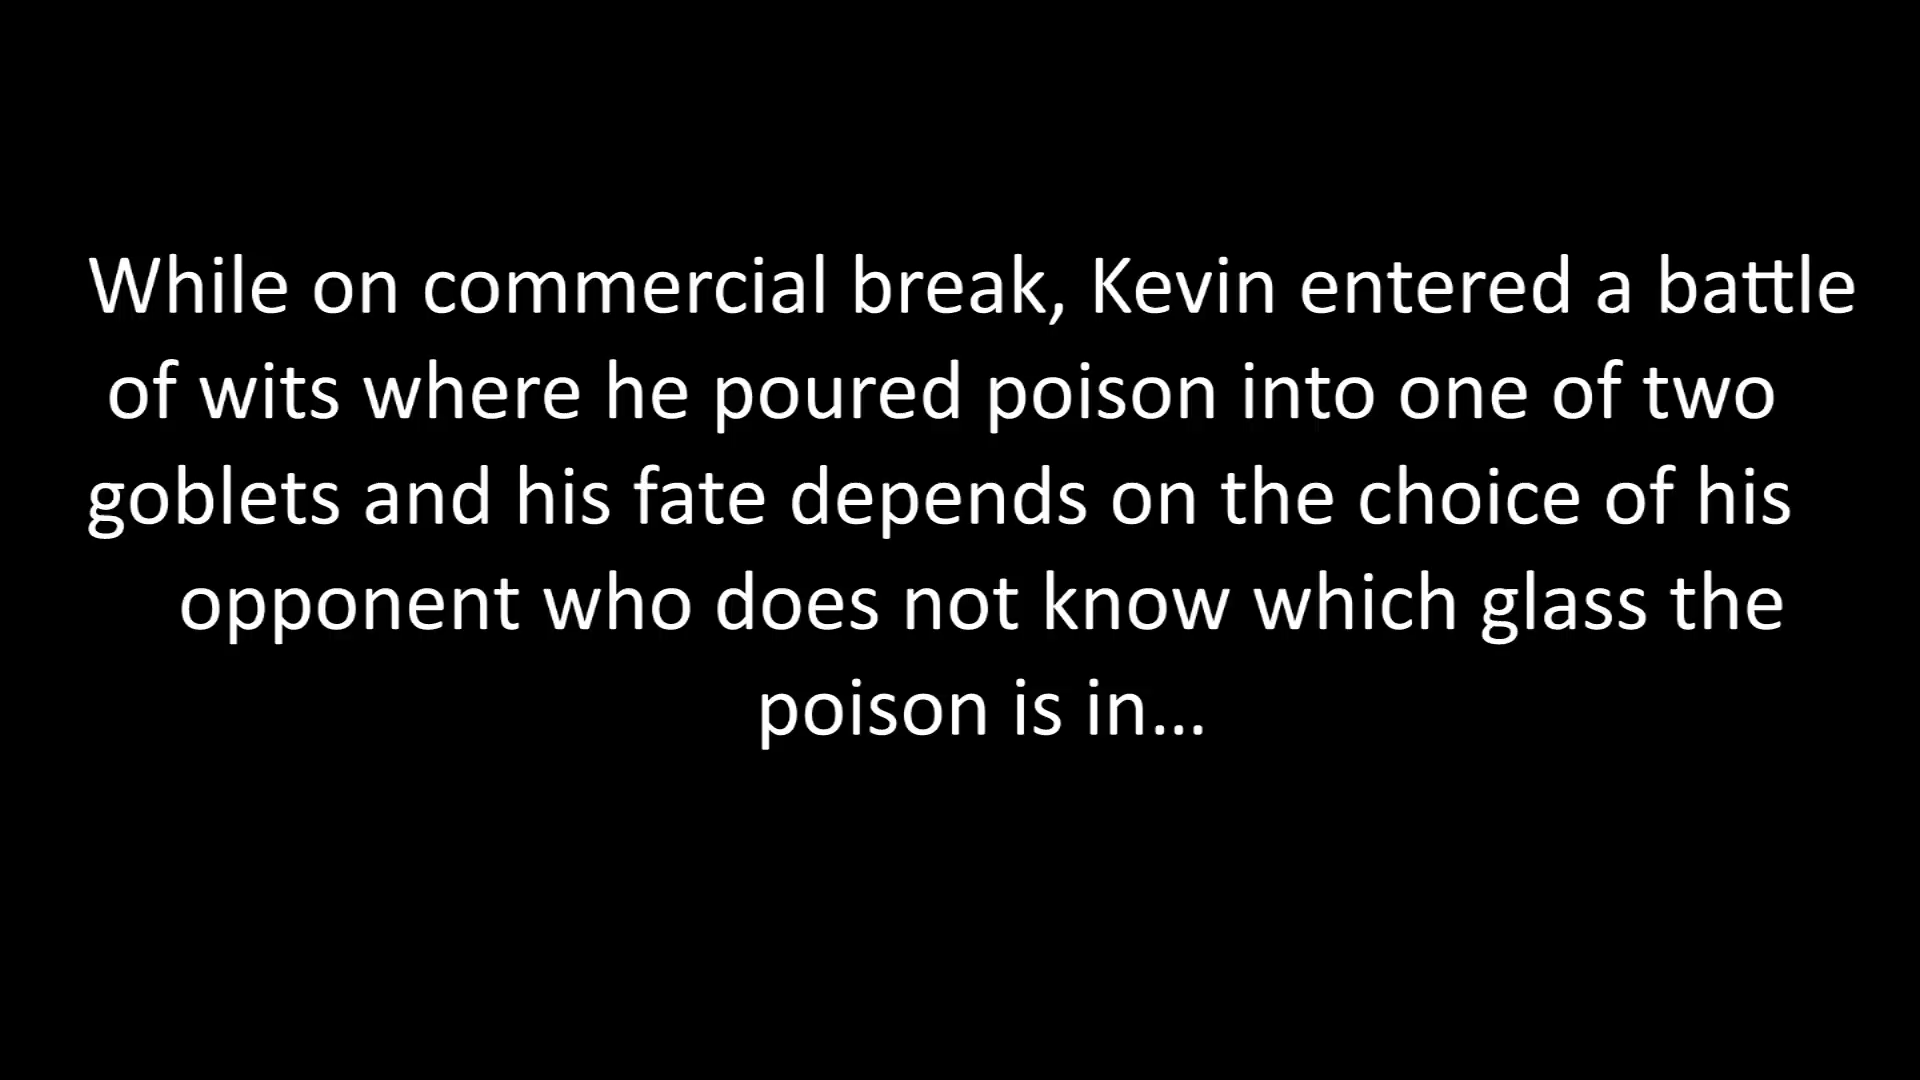 While on commercial break, Kevin entered a battle
of wits where he poured poison into one of two
goblets and his fate depends on the choice of his
opponent who does not know which glass the
poison is in...